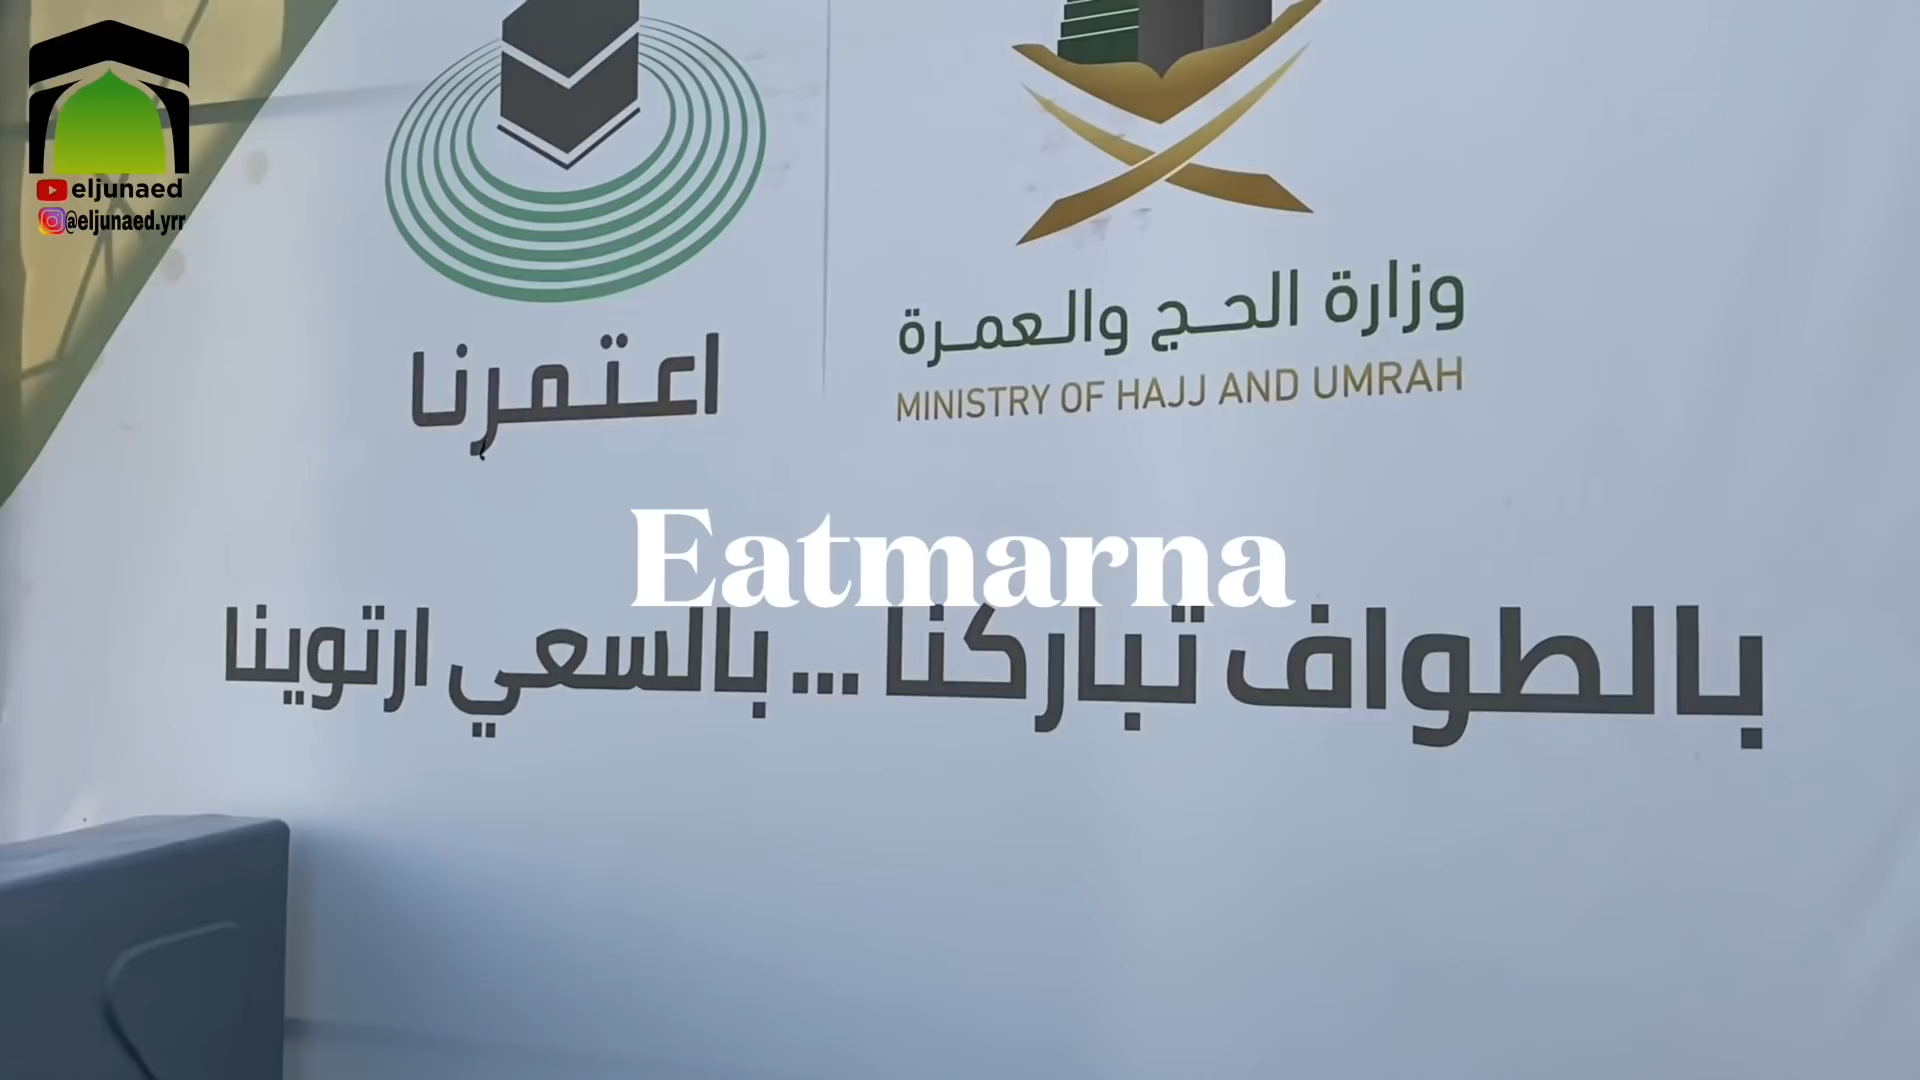 eljunaed
@eljunaed.yrr
اعتمرنا
وزارة الحج والعمرة
MINISTRY OF HAJJ AND UMRAH
Eatmarna
بالطواف تباركنا ... بالسعي ارتوينا